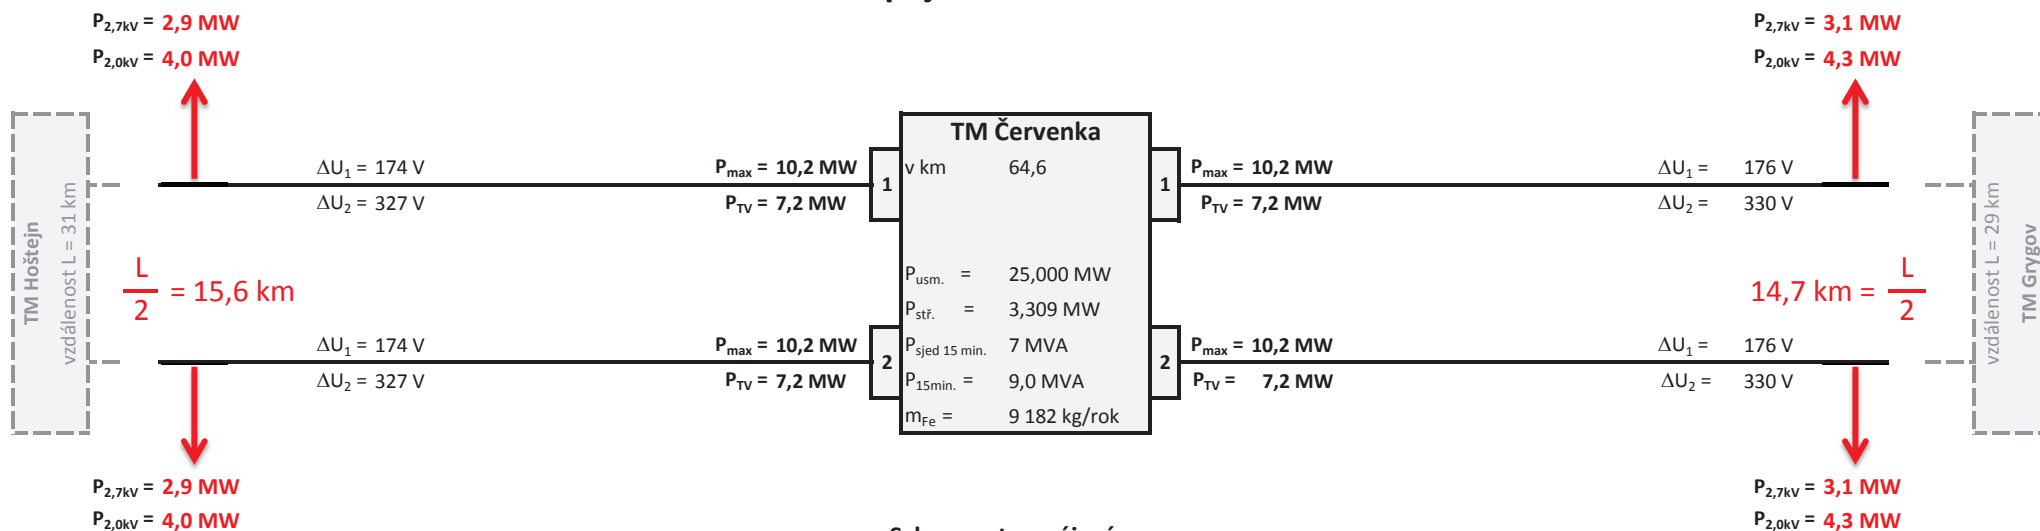 P2,7kV = 2,9 MW
P2,0kV = 4,0 MW
P2,7kV = 3,1 MW
P2,0kV = 4,3 MW
TM Hoštejn
vzdálenost L = 31 km
ΔU1 = 174 V
ΔU2 = 327 V
Pmax = 10,2 MW
PTV = 7,2 MW
1
TM Červenka
v km 64,6
1
Pmax = 10,2 MW
PTV = 7,2 MW
ΔU1 = 176 V
ΔU2 = 330 V
vzdálenost L = 29 km
TM Grygov
L
2
= 15,6 km
Pusm. = 25,000 MW
Pstř. = 3,309 MW
Psjed 15 min. 7 MVA
P15min. = 9,0 MVA
mFe = 9 182 kg/rok
14,7 km =
L
2
ΔU1 = 174 V
ΔU2 = 327 V
Pmax = 10,2 MW
PTV = 7,2 MW
2
2
Pmax = 10,2 MW
PTV = 7,2 MW
ΔU1 = 176 V
ΔU2 = 330 V
P2,7kV = 2,9 MW
P2,0kV = 4,0 MW
P2,7kV = 3,1 MW
P2,0kV = 4,3 MW